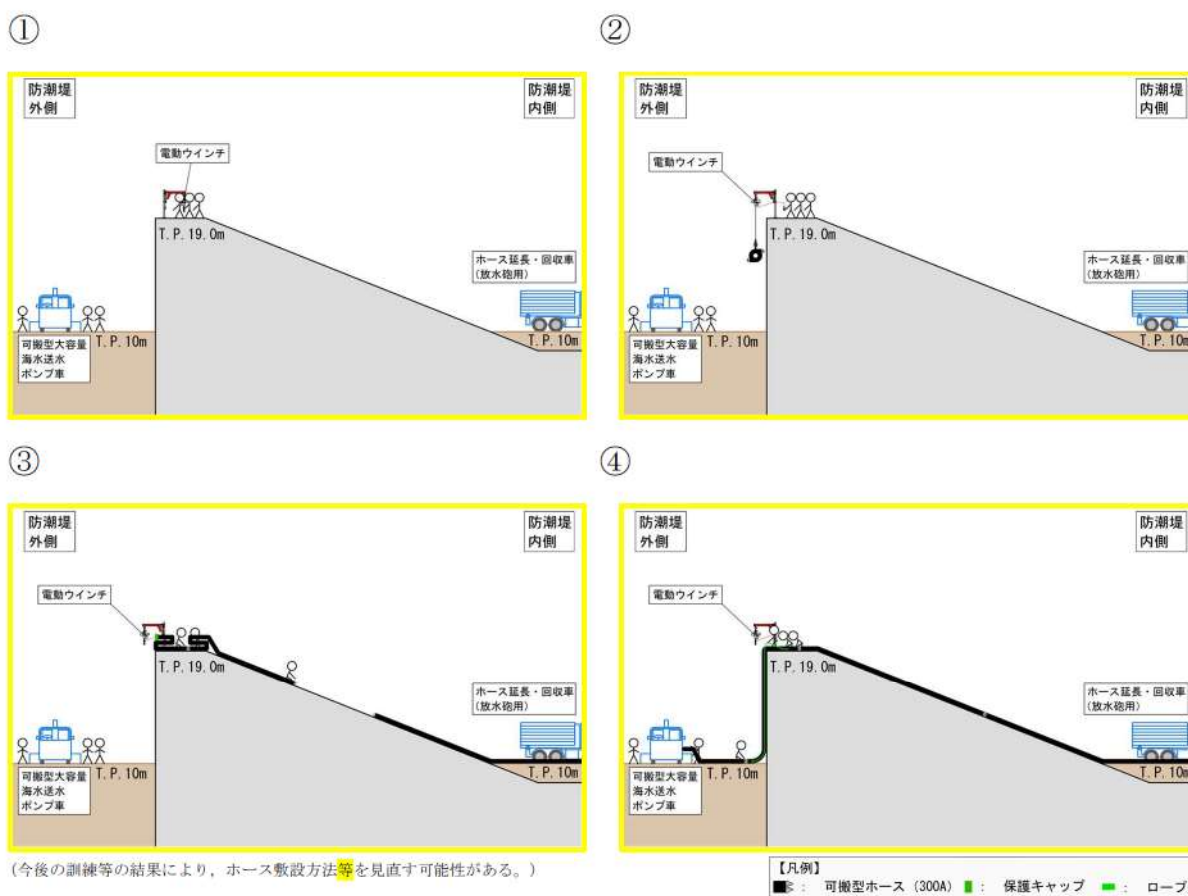 ①
防潮堤
外側
防潮堤
内側
電動ウインチ
T.P.19.0m
ホース延長・回収車
(放水砲用)
可搬型大容量
海水送水
ポンプ車
T.P.10m
T.P.10m
②
防潮堤
外側
防潮堤
内側
電動ウインチ
T.P.19.0m
ホース延長・回収車
(放水砲用)
可搬型大容量
海水送水
ポンプ車
T.P.10m
T.P.10m
③
防潮堤
外側
防潮堤
内側
電動ウインチ
T.P.19.0m
ホース延長・回収車
(放水砲用)
可搬型大容量
海水送水
ポンプ車
T.P.10m
T.P.10m
④
防潮堤
外側
防潮堤
内側
電動ウインチ
T.P.19.0m
ホース延長・回収車
(放水砲用)
可搬型大容量
海水送水
ポンプ車
T.P.10m
T.P.10m
(今後の訓練等の結果により，ホース敷設方法等を見直す可能性がある。)
【凡例】
： 可搬型ホース（300A） ： 保護キャップ ： ロープ